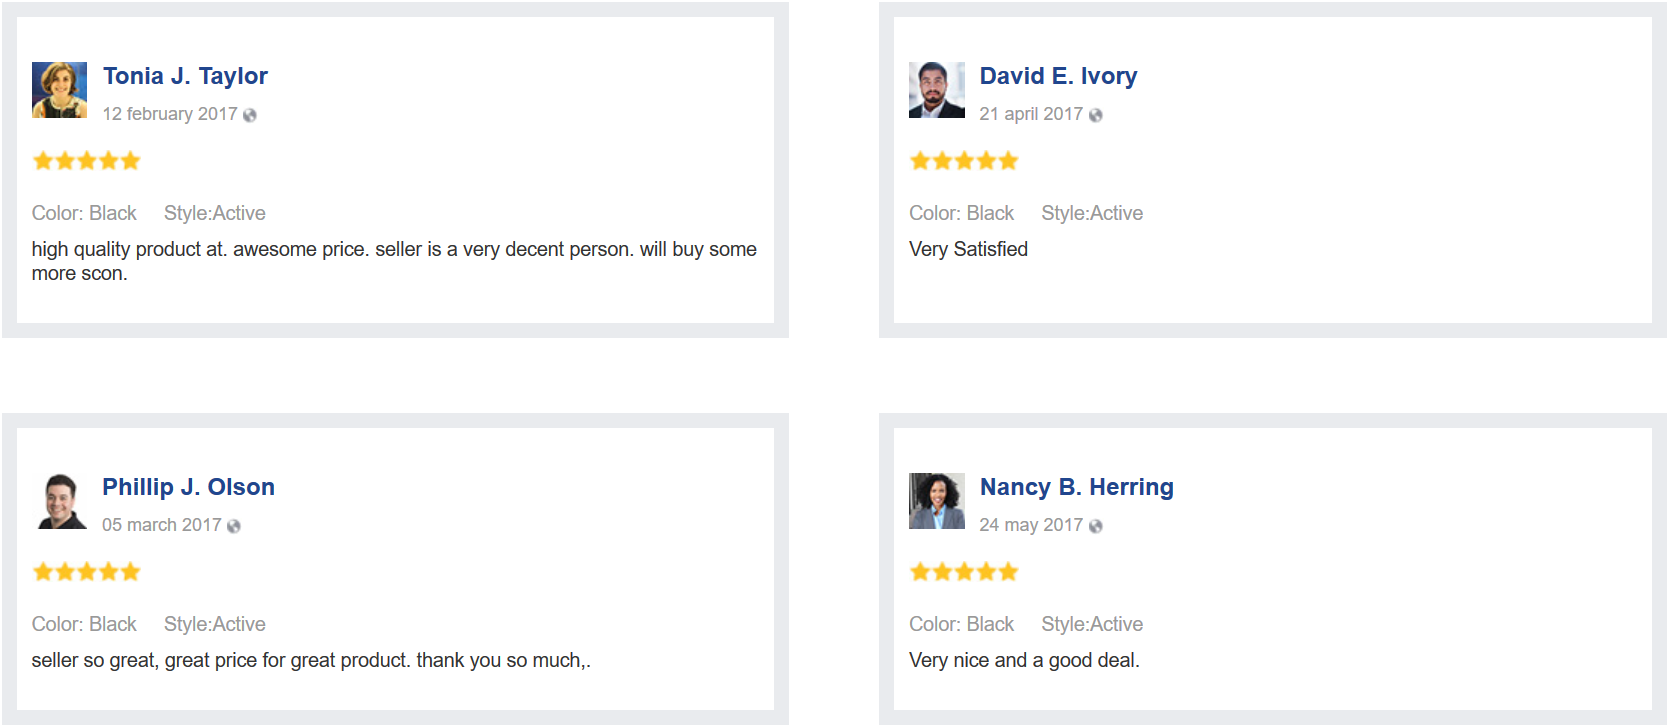 Tonia J. Taylor
12 february 2017
Color: Black Style:Active
high quality product at. awesome price. seller is a very decent person. will buy some
more scon.
David E. Ivory
21 april 2017
Color: Black Style:Active
Very Satisfied
Phillip J. Olson
05 march 2017
Color: Black Style:Active
seller so great, great price for great product. thank you so much,.
Nancy B. Herring
24 may 2017
Color: Black Style:Active
Very nice and a good deal.